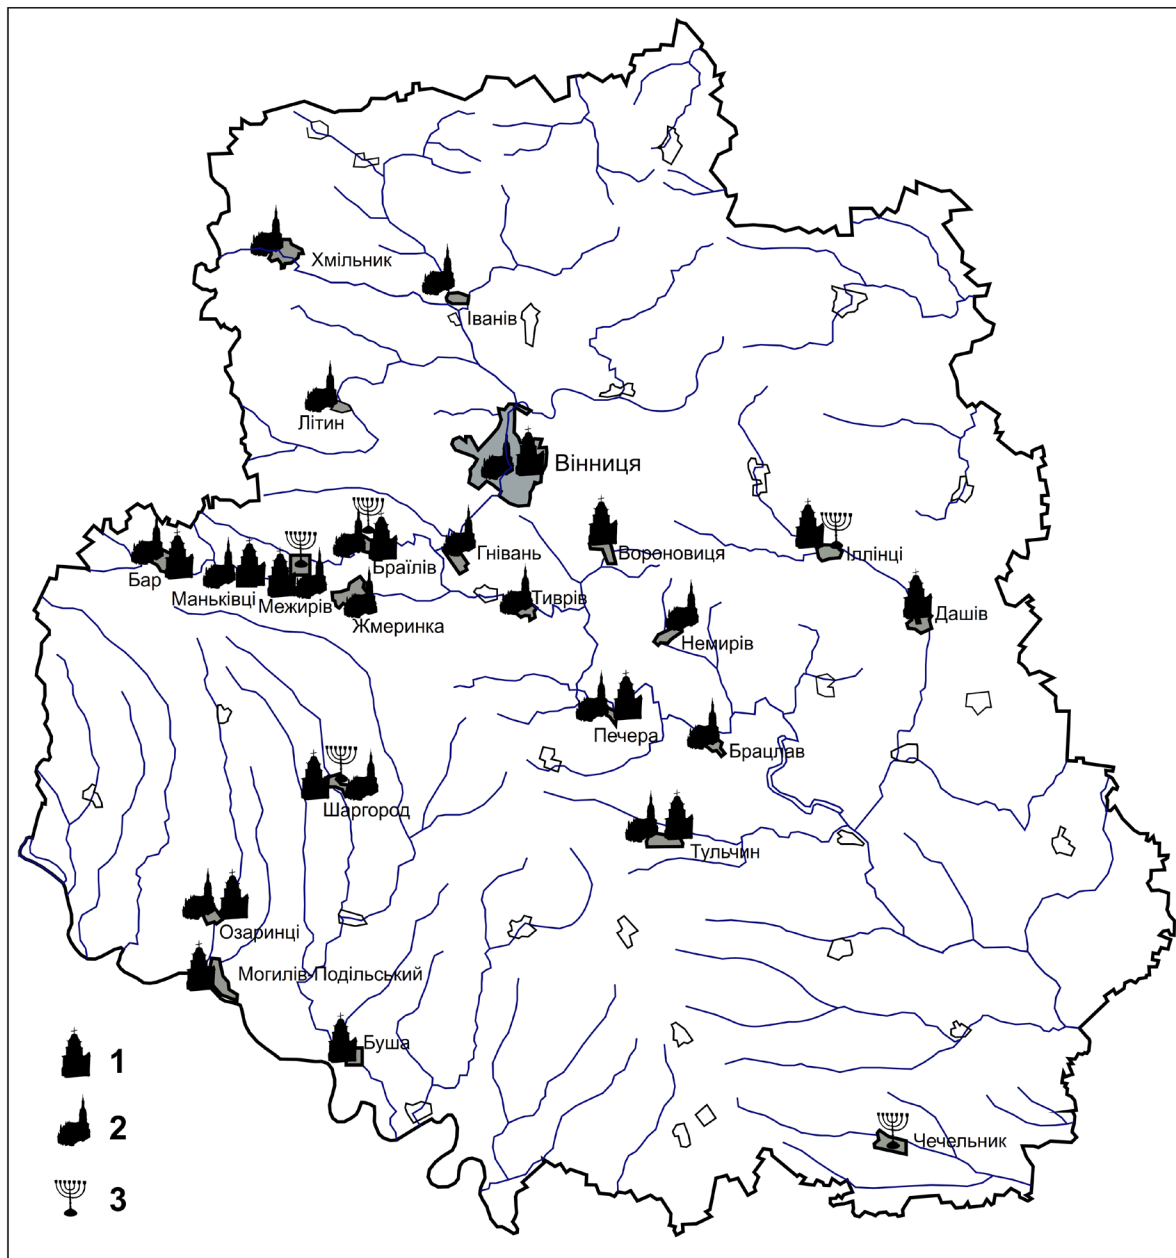 Хмільник
Іванів
Літин
Вінниця
Гнівань
Вороновиця
Іллінці
Браїлів
Бар
Маньківці
Межирів
Жмеринка
Тиврів
Дашів
Немирів
Печера
Брацлав
Шаргород
Тульчин
Озаринці
Могилів-Подільський
Буша
1
2
Чечельник
3